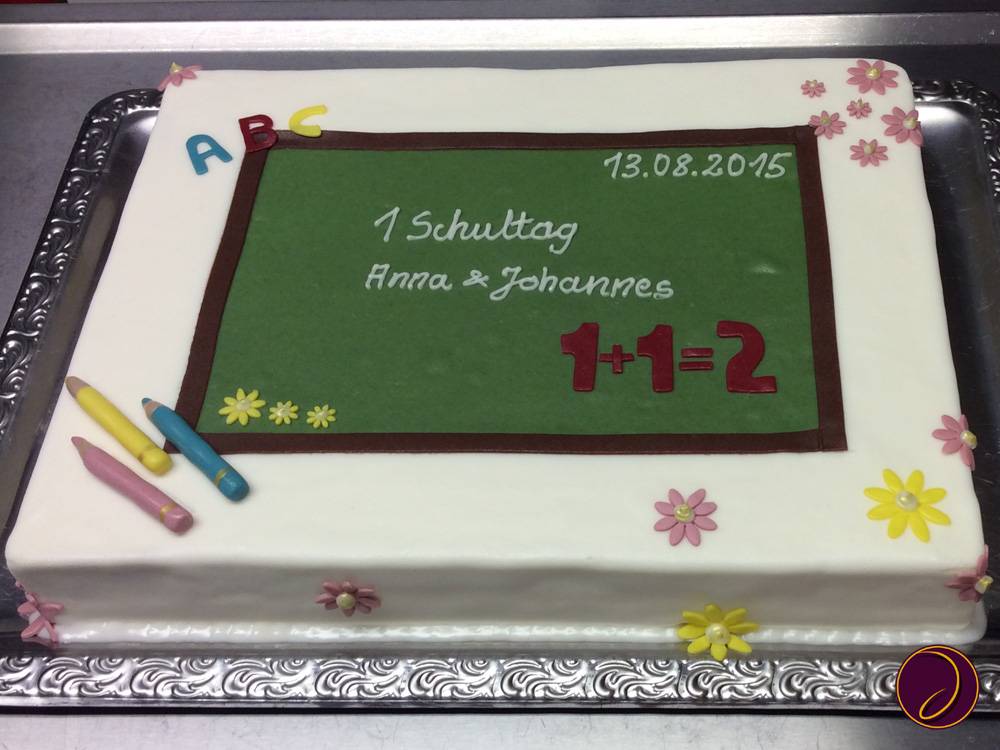 ABC
13.08.2015
1 Schultag
Anna & Johannes
1+1=2